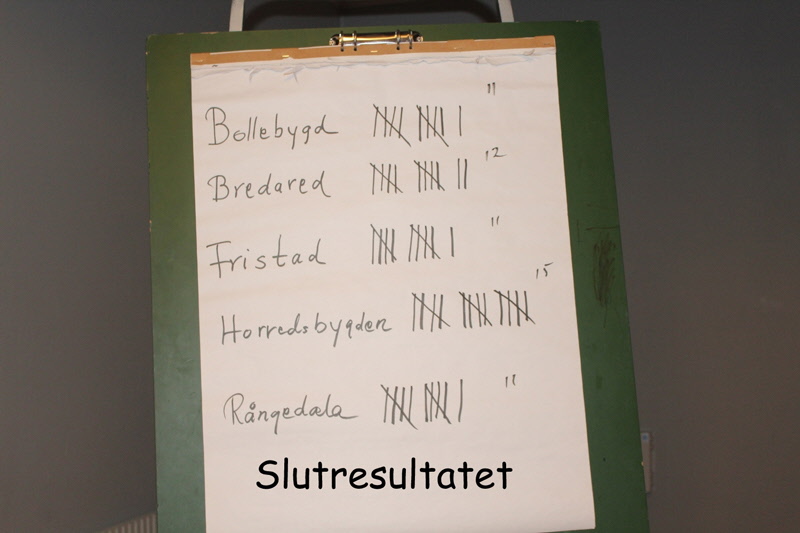 Bollebygd 11
Bredared 12
Fristad 11
Horredsbygden 15
Rångedala 11
Slutresultatet